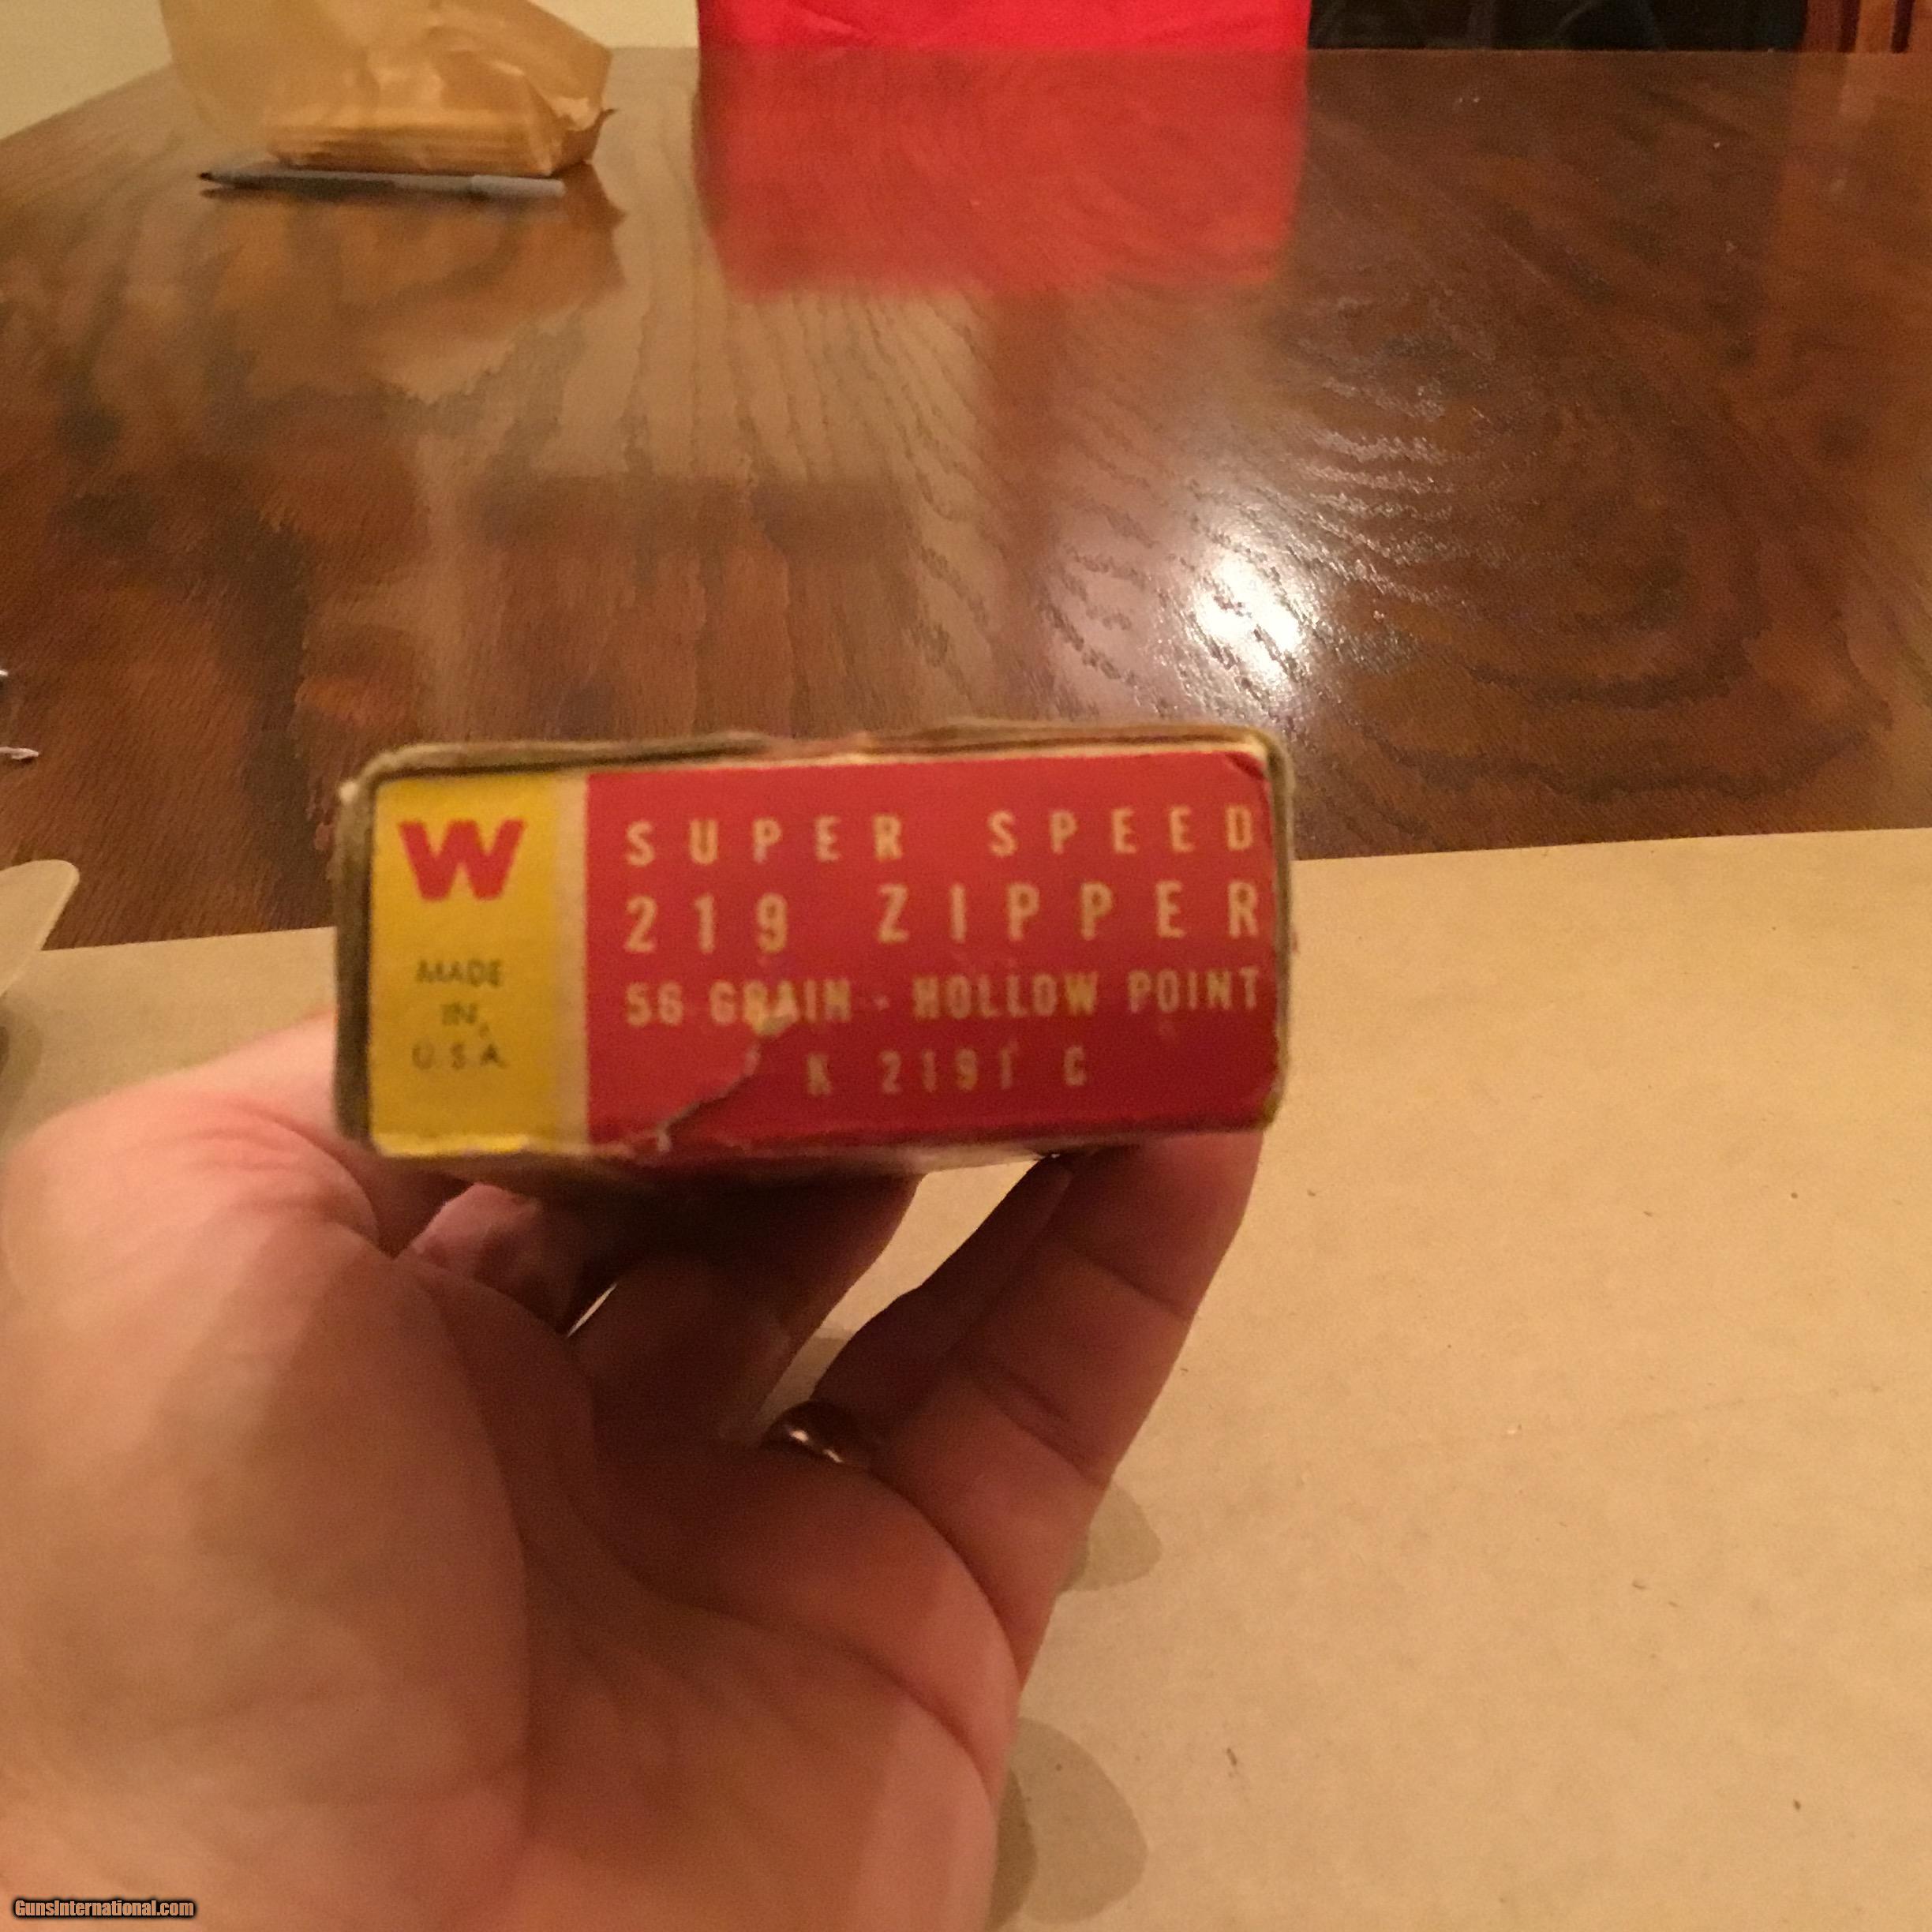 W
MADE
IN
U.S.A.
SUPER SPEED
219 ZIPPER
56 GRAIN - HOLLOW POINT
K 2191 C
GunsInternational.com